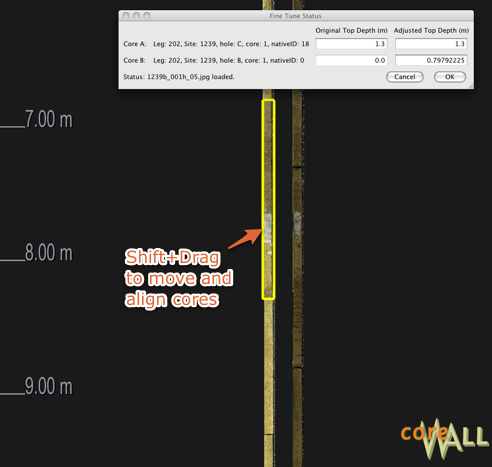 Fine Tune Status
Original Top Depth (m) Adjusted Top Depth (m)
Core A: Leg: 202, Site: 1239, hole: C, core: 1, nativeID: 18 1.3 1.3
Core B: Leg: 202, Site: 1239, hole: B, core: 1, nativeID: 0 0.0 0.79792225
Status: 1239b_001h_05.jpg loaded. Cancel OK
7.00 m
Shift+Drag
8.00 m
to move and
align cores
9.00 m
core WALL